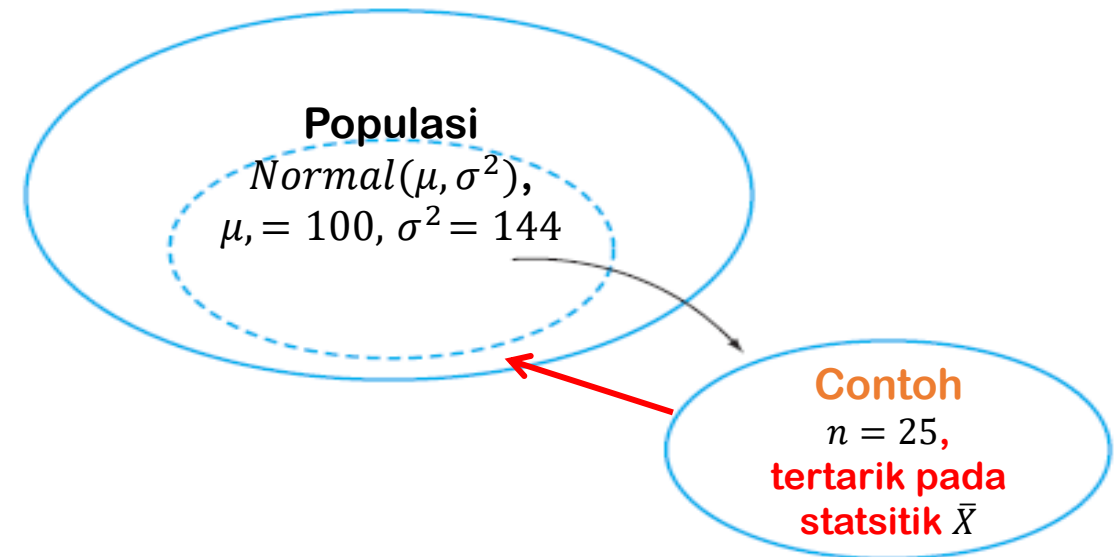 Populasi
𝑁𝑜𝑟𝑚𝑎𝑙(𝜇, 𝜎²),
𝜇, = 100, 𝜎² = 144
Contoh
𝑛 = 25,
tertarik pada
statsitik X̄